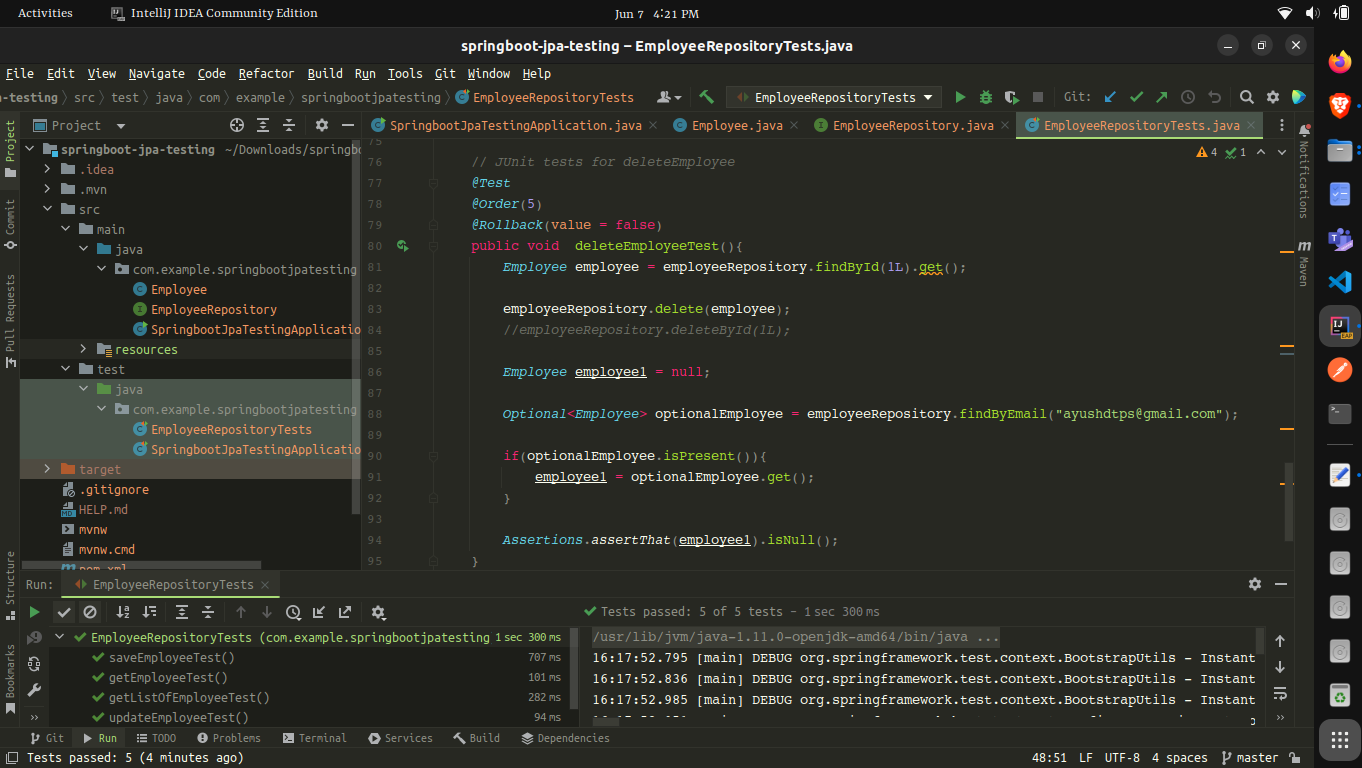 Activities
IntelliJ IDEA Community Edition
Jun 7 4:21 PM
springboot-jpa-testing – EmployeeRepositoryTests.java
File Edit View Navigate Code Refactor Build Run Tools Git Window Help
a-testing src test java com example springbootjpatesting EmployeeRepositoryTests
EmployeeRepositoryTests
Git:
Project
SpringbootJpaTestingApplication.java
Employee.java
EmployeeRepository.java
EmployeeRepositoryTests.java
Project
Commit
Pull Requests
Structure
Bookmarks
springboot-jpa-testing ~/Downloads/springbo
.idea
.mvn
src
main
java
com.example.springbootjpatesting
Employee
EmployeeRepository
SpringbootJpaTestingApplicatio
resources
test
java
com.example.springbootjpatesting
EmployeeRepositoryTests
SpringbootJpaTestingApplicatio
target
.gitignore
HELP.md
mvnw
mvnw.cmd
pom.xml
4 1
Notifications
Maven
75
76 // JUnit tests for deleteEmployee
77 @Test
78 @Order(5)
79 @Rollback(value = false)
80 public void  deleteEmployeeTest(){
81 Employee employee = employeeRepository.findById(1L).get();
82
83 employeeRepository.delete(employee);
84 //employeeRepository.deleteById(1L);
85
86 Employee employee1 = null;
87
88 Optional<Employee> optionalEmployee = employeeRepository.findByEmail("ayushdtps@gmail.com");
89
90 if(optionalEmployee.isPresent()){
91 employee1 = optionalEmployee.get();
92 }
93
94 Assertions.assertThat(employee1).isNull();
95 }
Run: EmployeeRepositoryTests
Tests passed: 5 of 5 tests – 1 sec 300 ms
EmployeeRepositoryTests (com.example.springbootjpatesting 1 sec 300 ms
saveEmployeeTest() 707 ms
getEmployeeTest() 101 ms
getListOfEmployeeTest() 282 ms
updateEmployeeTest() 94 ms
/usr/lib/jvm/java-1.11.0-openjdk-amd64/bin/java ...
16:17:52.795 [main] DEBUG org.springframework.test.context.BootstrapUtils - Instant
16:17:52.836 [main] DEBUG org.springframework.test.context.BootstrapUtils - Instant
16:17:52.985 [main] DEBUG org.springframework.test.context.BootstrapUtils - Instant
Git Run TODO Problems Terminal Services Build Dependencies
Tests passed: 5 (4 minutes ago)
48:51 LF UTF-8 4 spaces master